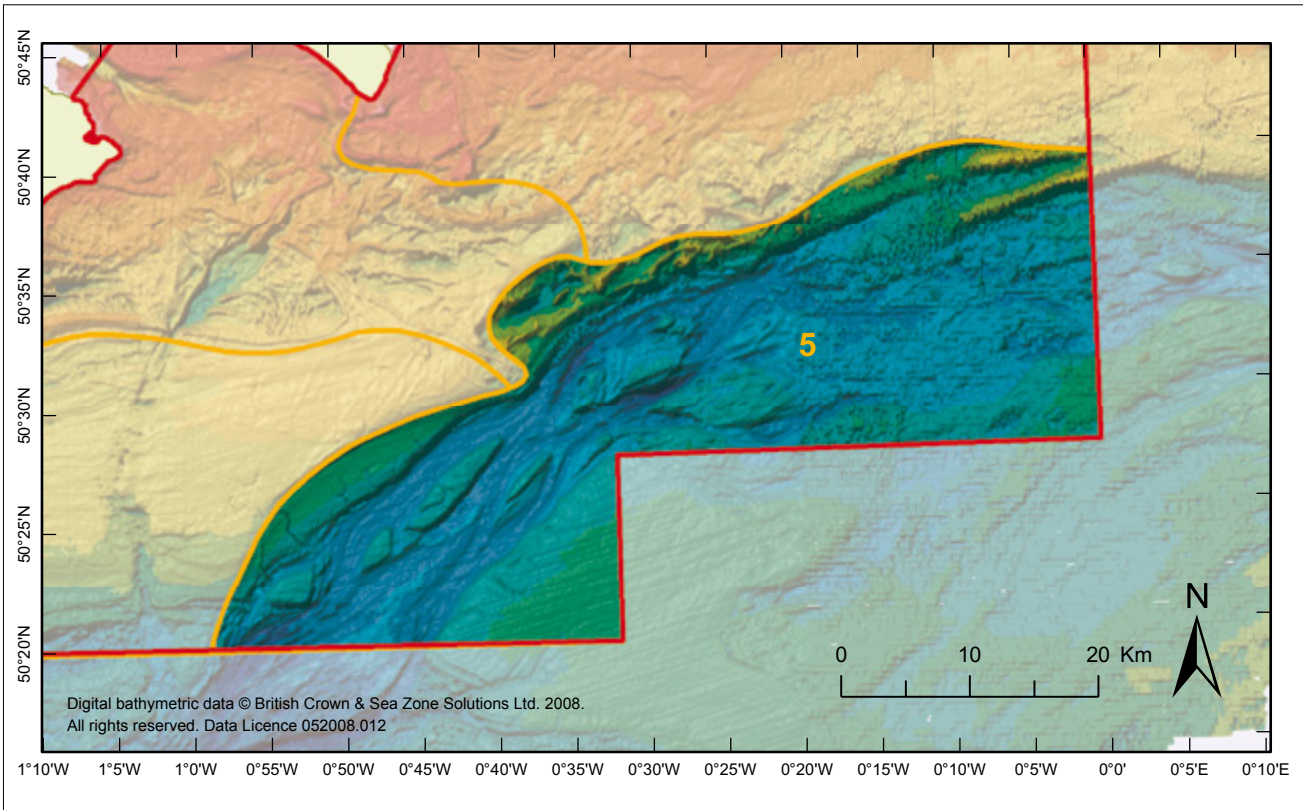 50°45'N
50°40'N
50°35'N
50°30'N
50°25'N
50°20'N
5
N
0 10 20 Km
Digital bathymetric data © British Crown & Sea Zone Solutions Ltd. 2008.
All rights reserved. Data Licence 052008.012
1°10'W 1°5'W 1°0'W 0°55'W 0°50'W 0°45'W 0°40'W 0°35'W 0°30'W 0°25'W 0°20'W 0°15'W 0°10'W 0°5'W 0°0' 0°5'E 0°10'E